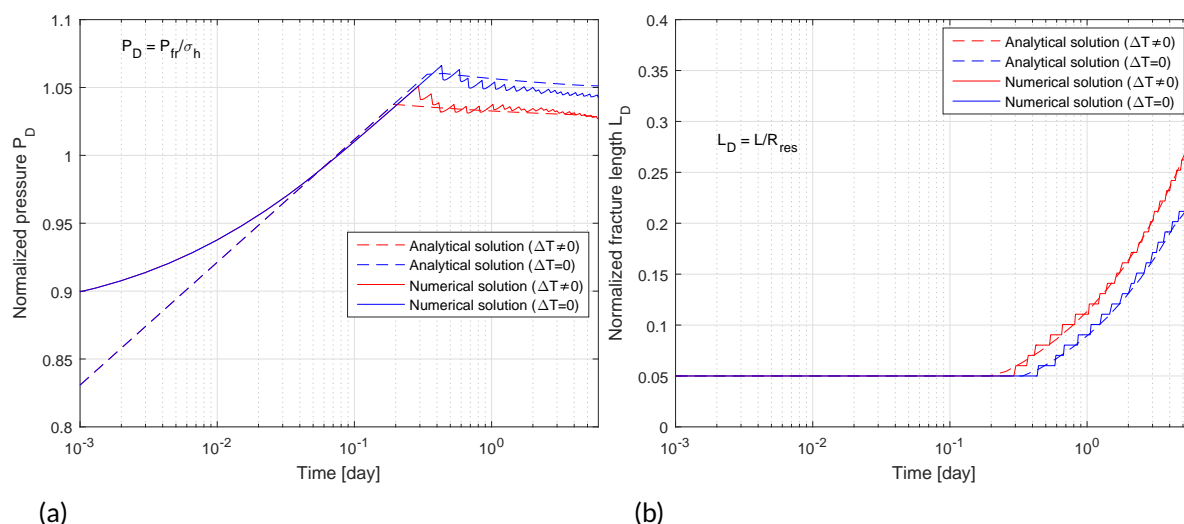 1.1
P_D = P_fr/σ_h
1.05
1
0.95
0.9
0.85
0.8
Normalized pressure P_D
Analytical solution (ΔT≠0)
Analytical solution (ΔT=0)
Numerical solution (ΔT≠0)
Numerical solution (ΔT=0)
10^-3 10^-2 10^-1 10^0
Time [day]
(a)
0.4
0.35
0.3
0.25
0.2
0.15
0.1
0.05
0
Normalized fracture length L_D
Analytical solution (ΔT≠0)
Analytical solution (ΔT=0)
Numerical solution (ΔT≠0)
Numerical solution (ΔT=0)
L_D = L/R_res
10^-3 10^-2 10^-1 10^0
Time [day]
(b)